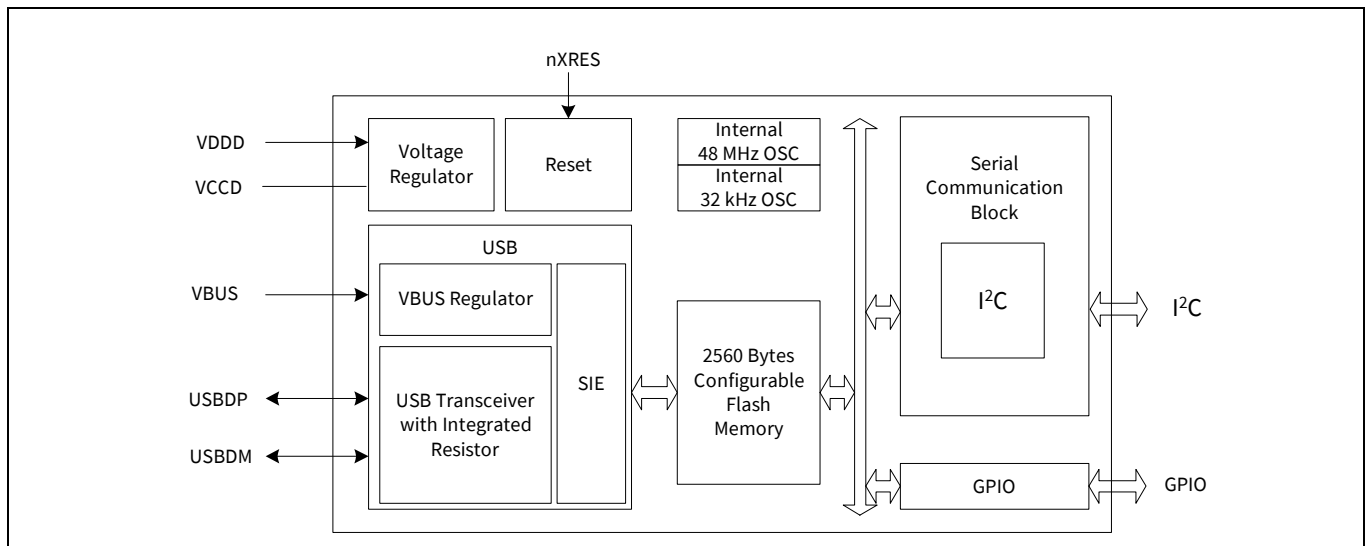 nXRES
VDDD
VCCD
Voltage
Regulator
Reset
Internal
48 MHz OSC
Internal
32 kHz OSC
Serial
Communication
Block
I²C
I²C
USB
VBUS
VBUS Regulator
SIE
USBDP
USBDM
USB Transceiver
with Integrated
Resistor
2560 Bytes
Configurable
Flash
Memory
GPIO
GPIO